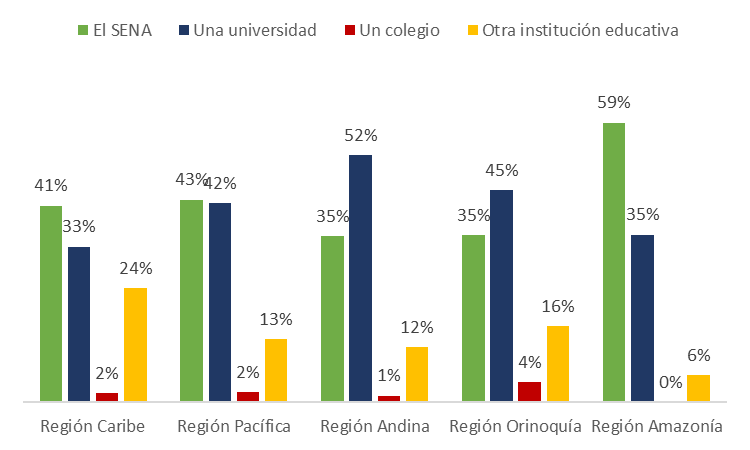 El SENA Una universidad Un colegio Otra institución educativa
59%
52%
45%
41% 43% 42%
33% 35% 35% 35%
24%
16%
13% 12%
2% 2% 1% 4% 0% 6%
Región Caribe Región Pacífica Región Andina Región Orinoquía Región Amazonía